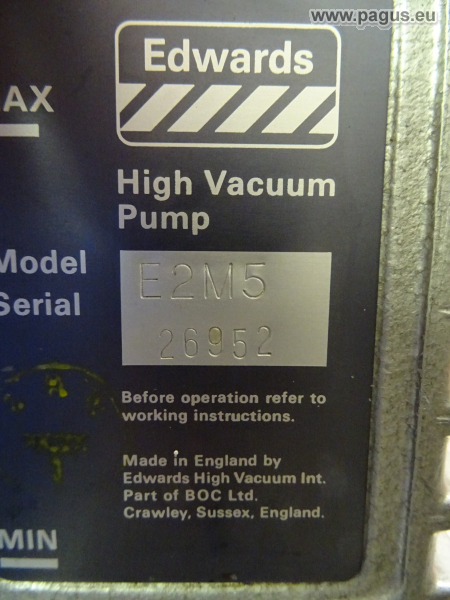 www.pagus.eu
Edwards
AX
High Vacuum
Pump
Model E2M5
Serial 26952
Before operation refer to
working instructions.
Made in England by
Edwards High Vacuum Int.
Part of BOC Ltd.
Crawley, Sussex, England.
MIN